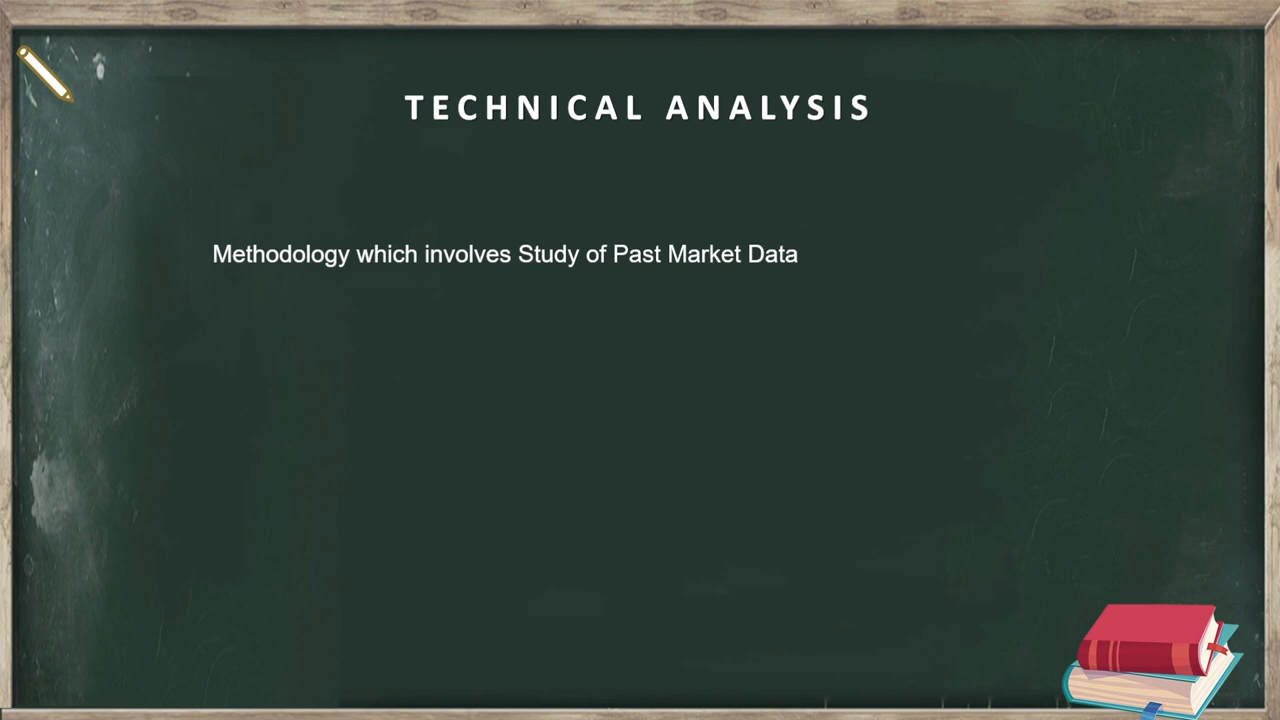 TECHNICAL ANALYSIS
Methodology which involves Study of Past Market Data